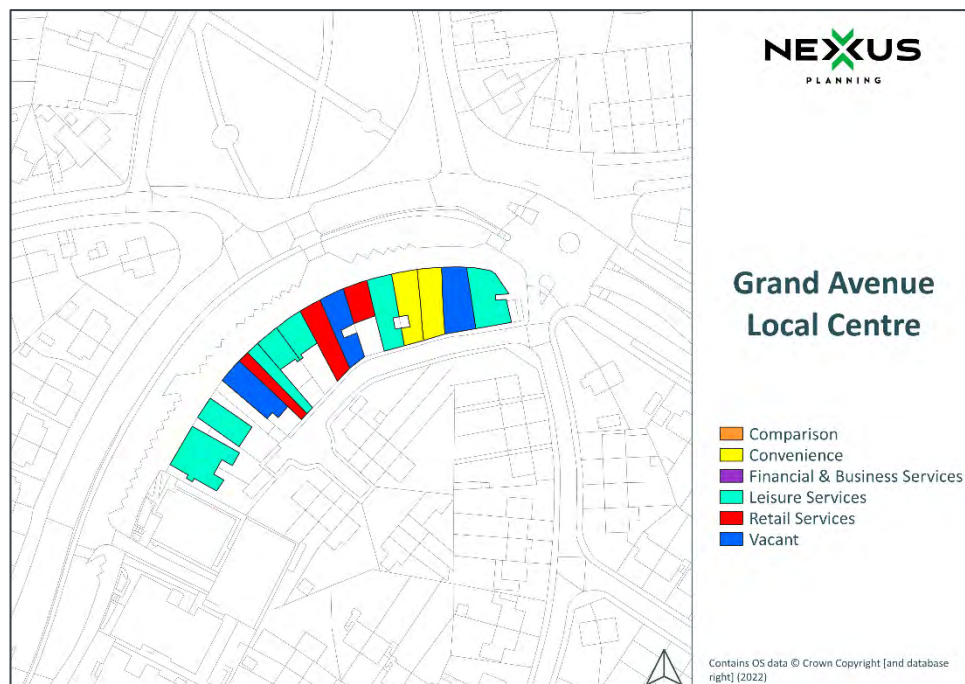 NEXUS
PLANNING
Grand Avenue
Local Centre
Comparison
Convenience
Financial & Business Services
Leisure Services
Retail Services
Vacant
Contains OS data © Crown Copyright [and database
right] (2022)